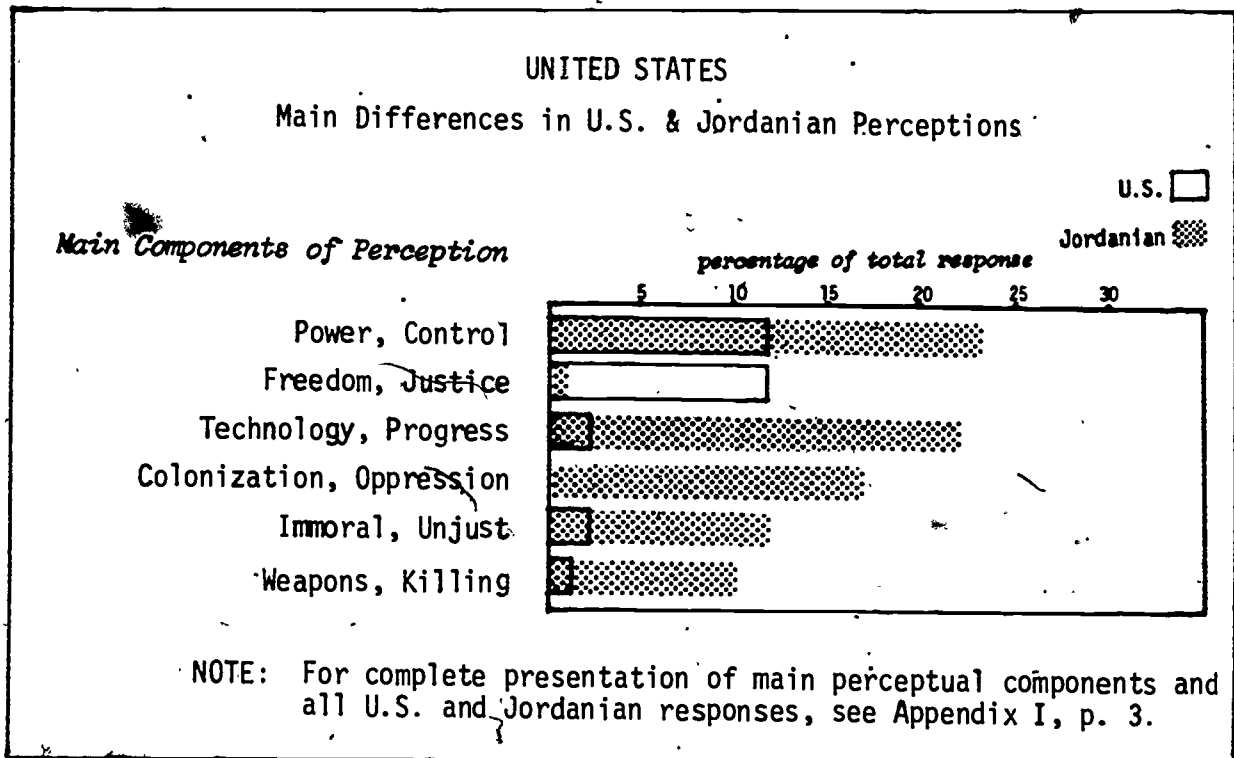 UNITED STATES
Main Differences in U.S. & Jordanian Perceptions
U.S.
Jordanian
Main Components of Perception
percentage of total response
5 10 15 20 25 30
Power, Control
Freedom, Justice
Technology, Progress
Colonization, Oppression
Immoral, Unjust
Weapons, Killing
NOTE: For complete presentation of main perceptual components and
all U.S. and Jordanian responses, see Appendix I, p. 3.